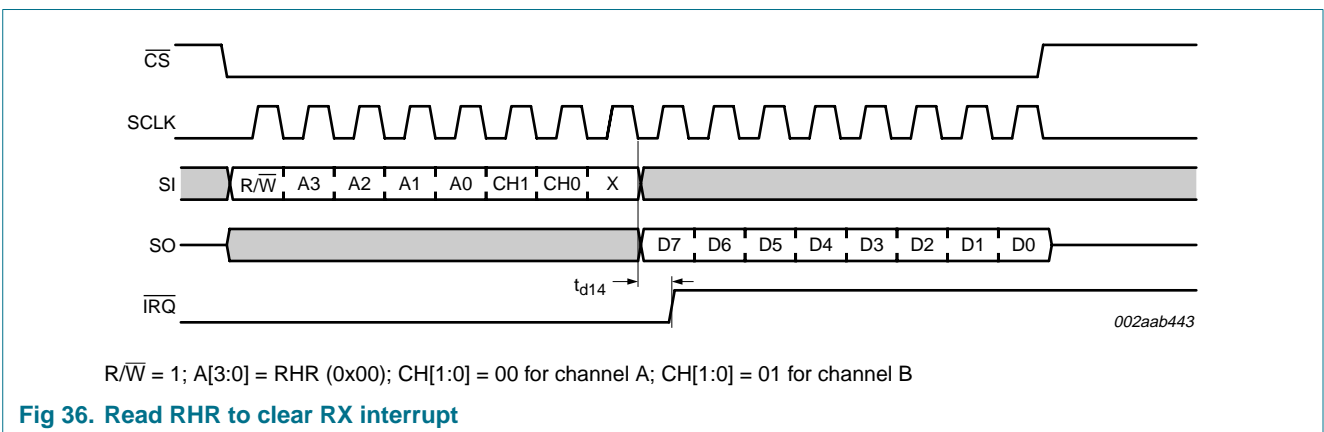 C̅S̅
SCLK
SI R/W̅ A3 A2 A1 A0 CH1 CH0 X
SO D7 D6 D5 D4 D3 D2 D1 D0
td14
I̅R̅Q̅
002aab443
R/W̅ = 1; A[3:0] = RHR (0x00); CH[1:0] = 00 for channel A; CH[1:0] = 01 for channel B
Fig 36. Read RHR to clear RX interrupt